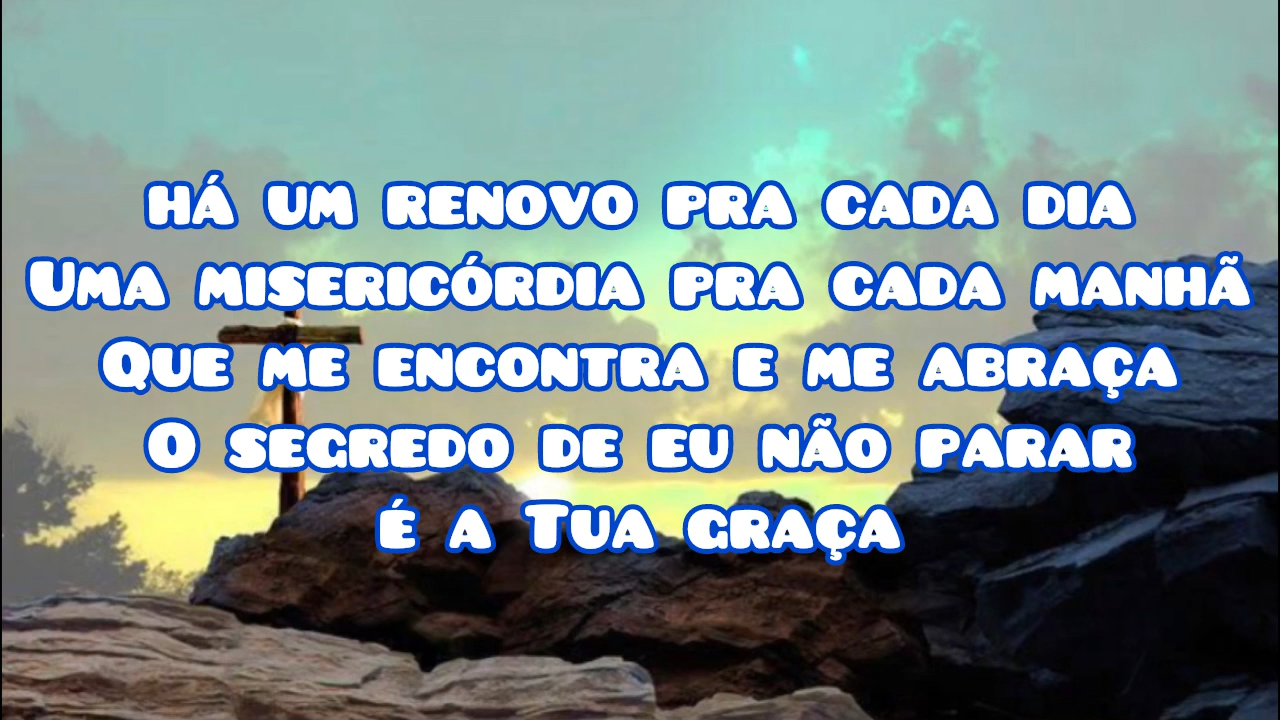 há um renovo pra cada dia
Uma misericórdia pra cada manhã
Que me encontra e me abraça
O segredo de eu não parar
é a Tua graça